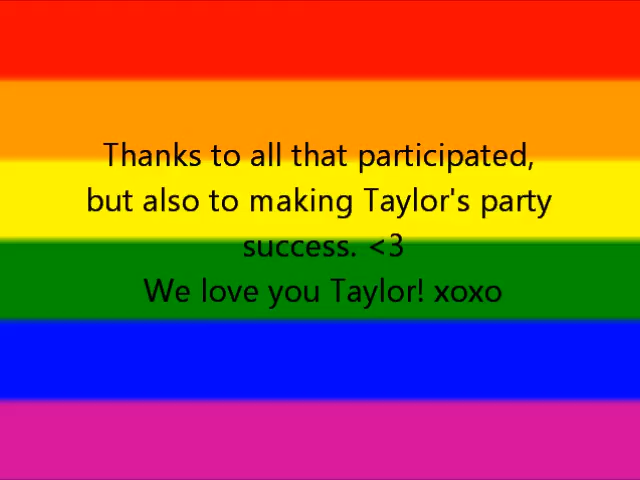 Thanks to all that participated,
but also to making Taylor's party
success. <3
We love you Taylor! xoxo